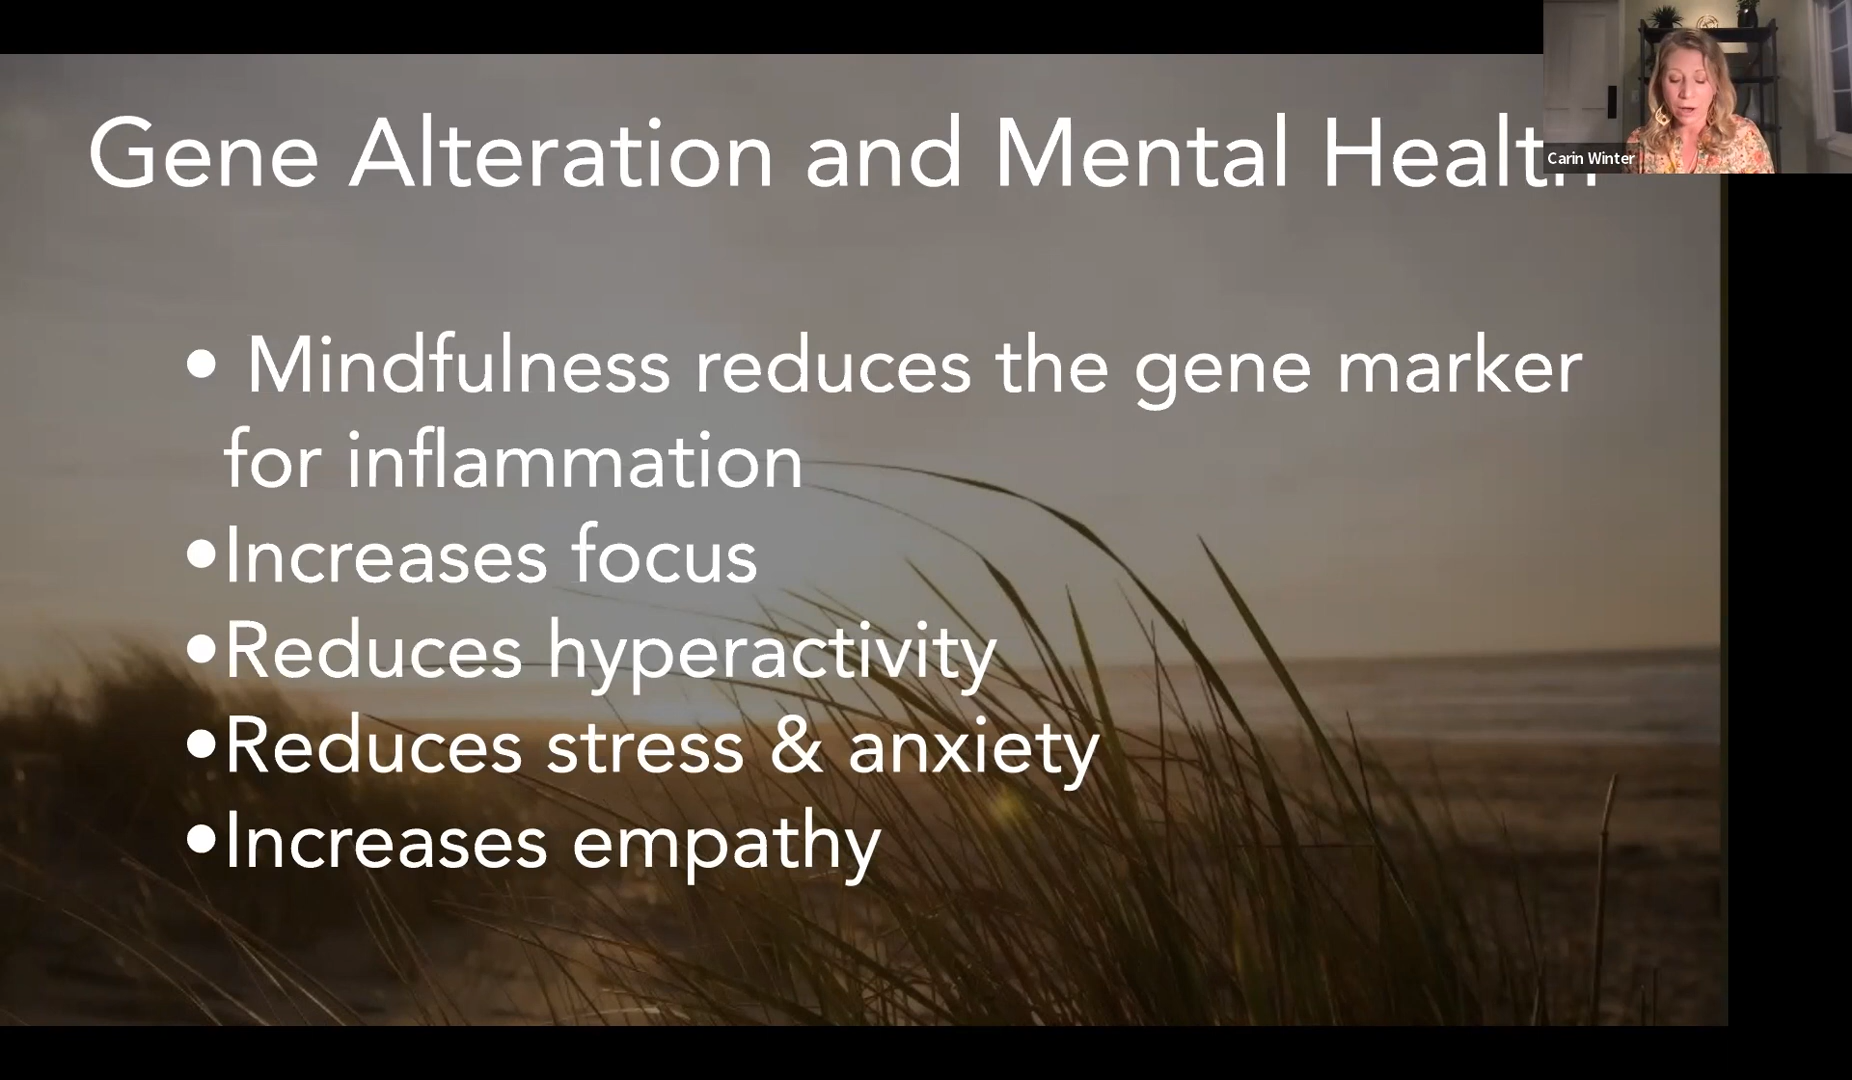 Gene Alteration and Mental Health
Carin Winter
• Mindfulness reduces the gene marker
for inflammation
•Increases focus
•Reduces hyperactivity
•Reduces stress & anxiety
•Increases empathy